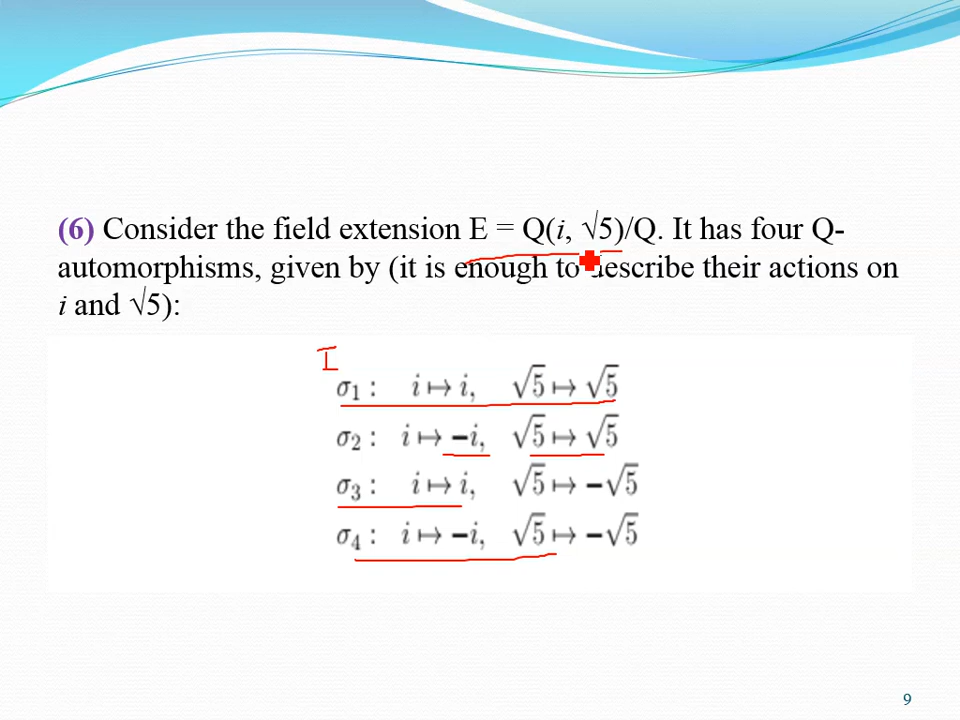 (6) Consider the field extension E = Q(i, √5)/Q. It has four Q-
automorphisms, given by (it is enough to describe their actions on
i and √5):
I
σ₁ : i ↦ i, √5 ↦ √5
σ₂ : i ↦ −i, √5 ↦ √5
σ₃ : i ↦ i, √5 ↦ −√5
σ₄ : i ↦ −i, √5 ↦ −√5
9